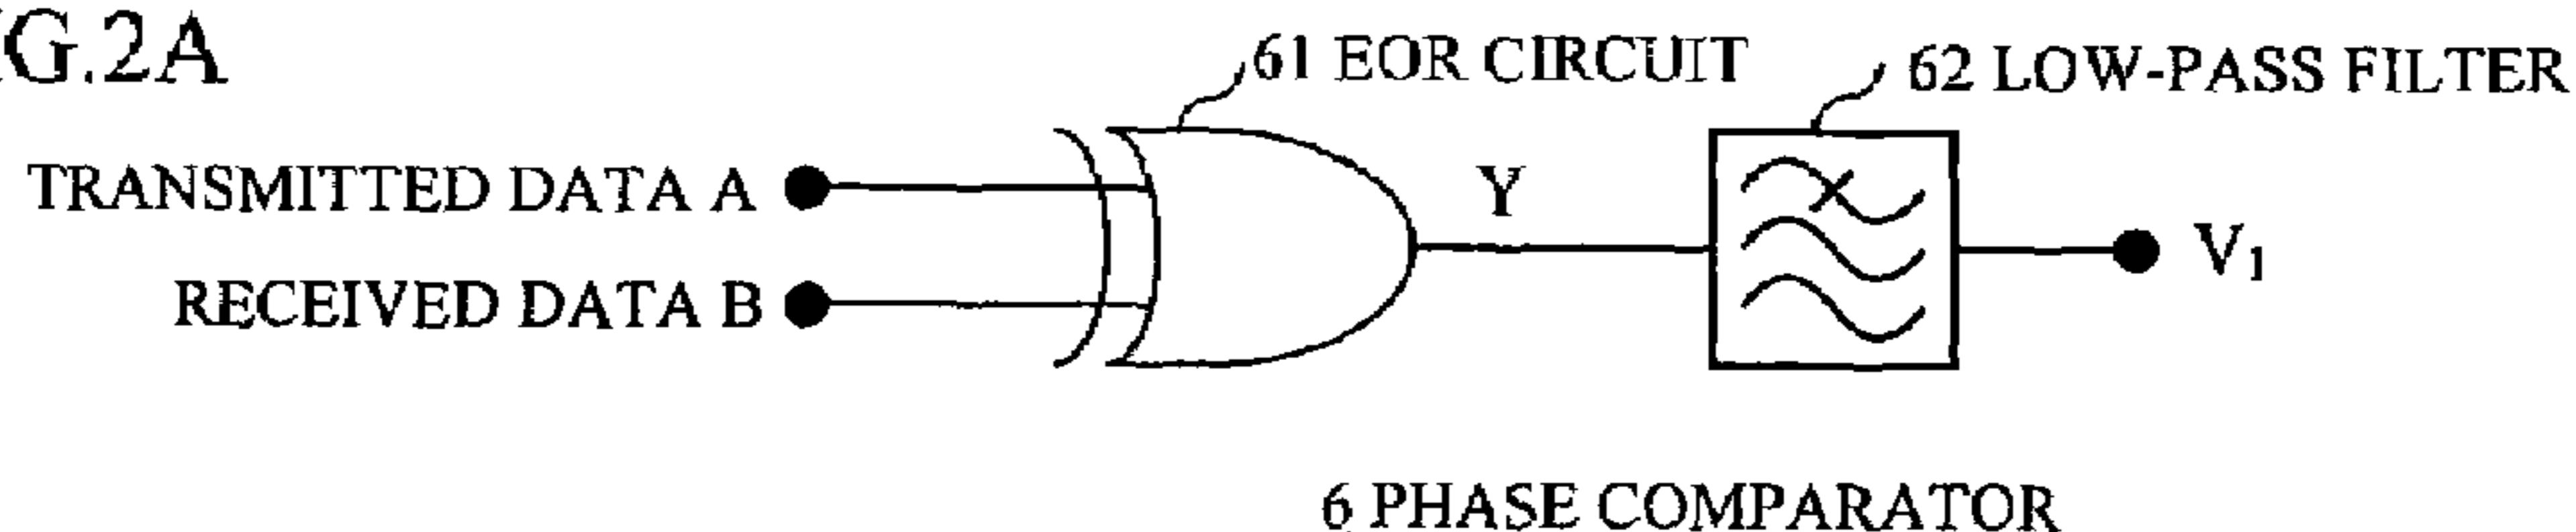 G.2A
61 EOR CIRCUIT
62 LOW-PASS FILTER
TRANSMITTED DATA A
Y
V1
RECEIVED DATA B
6 PHASE COMPARATOR